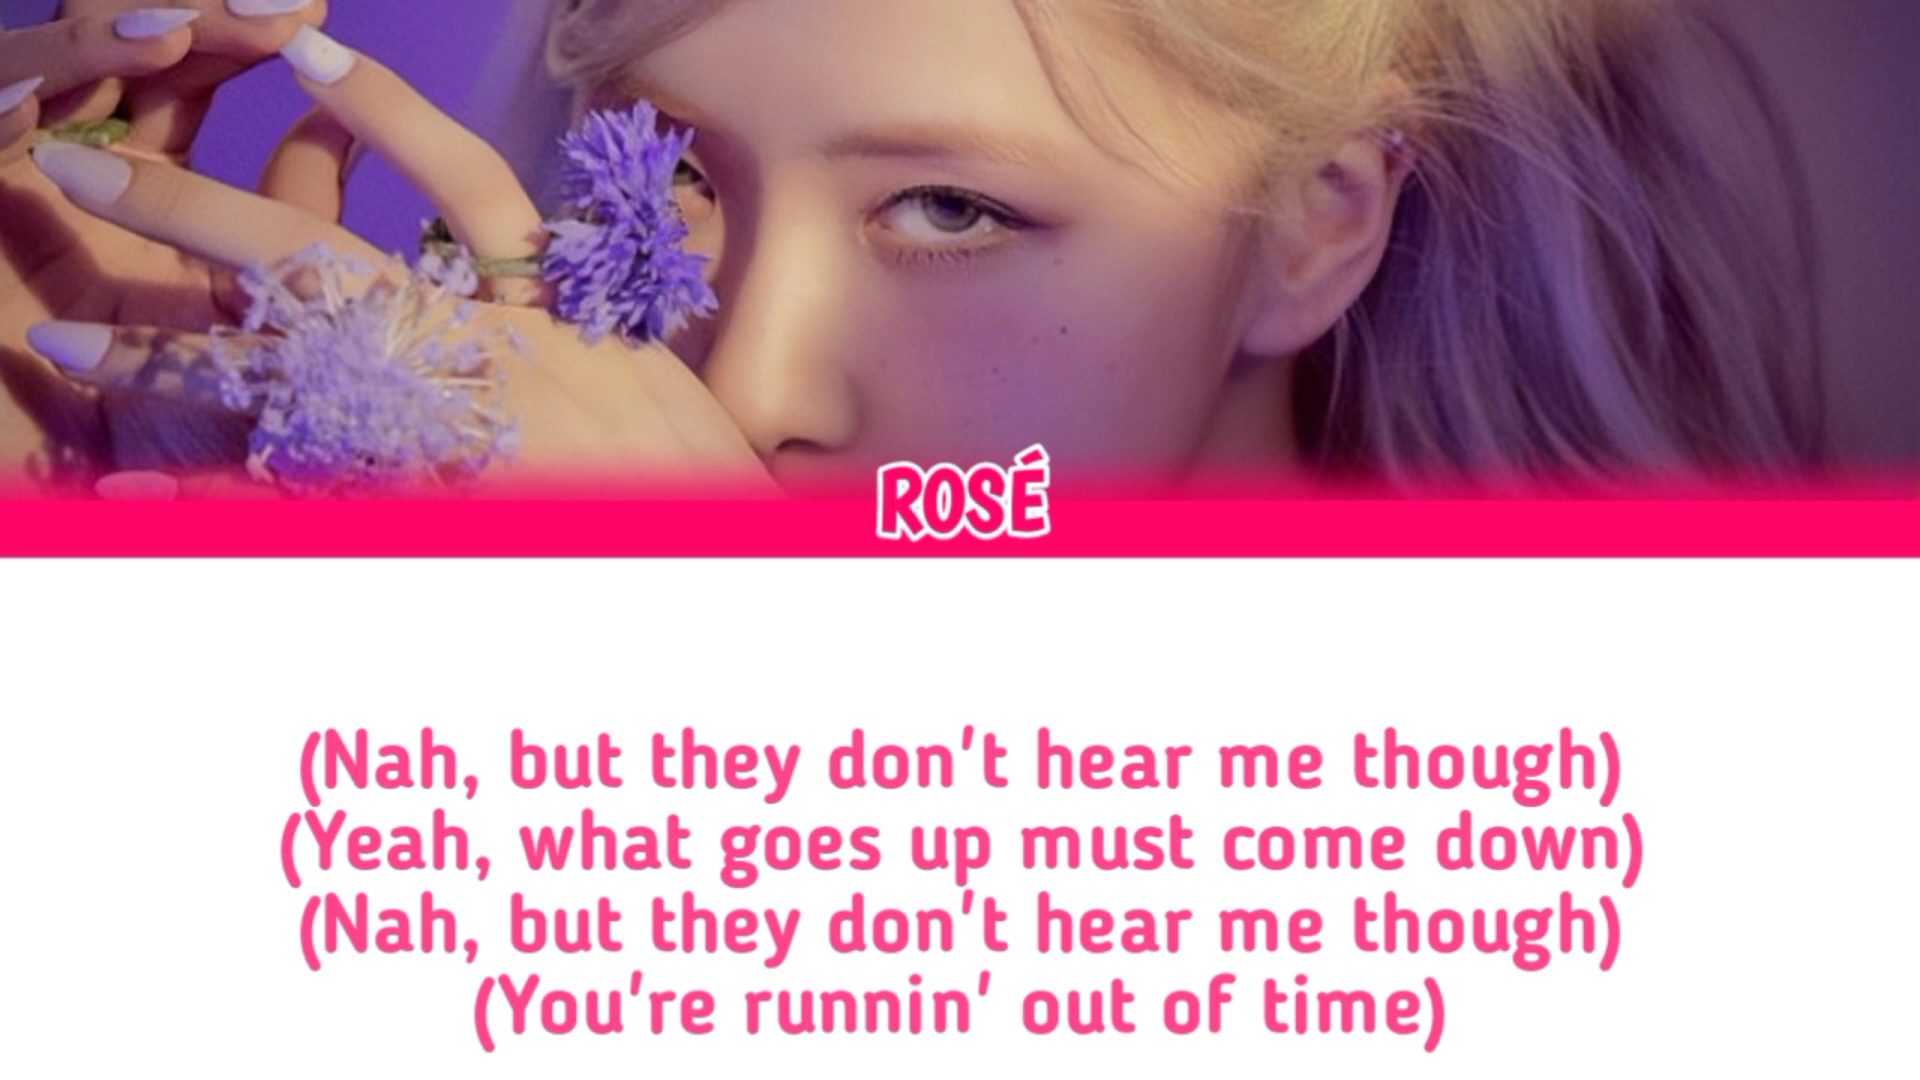 ROSÉ
(Nah, but they don't hear me though)
(Yeah, what goes up must come down)
(Nah, but they don't hear me though)
(You're runnin' out of time)